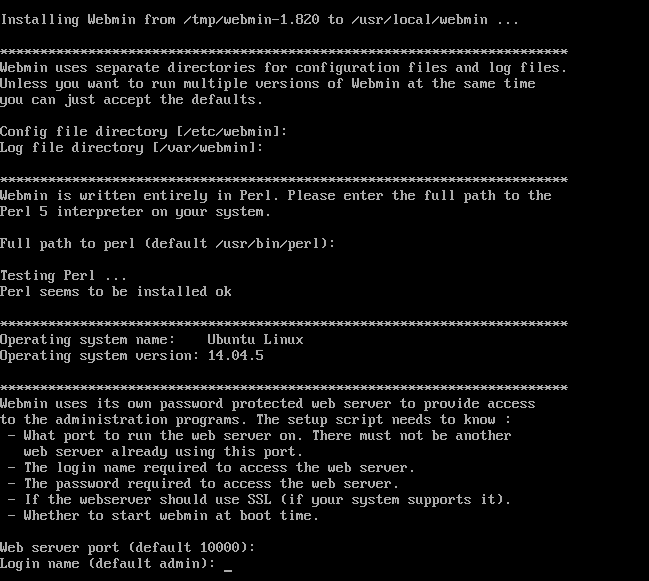 Installing Webmin from /tmp/webmin-1.820 to /usr/local/webmin ...
***********************************************************************
Webmin uses separate directories for configuration files and log files.
Unless you want to run multiple versions of Webmin at the same time
you can just accept the defaults.
Config file directory [/etc/webmin]:
Log file directory [/var/webmin]:
***********************************************************************
Webmin is written entirely in Perl. Please enter the full path to the
Perl 5 interpreter on your system.
Full path to perl (default /usr/bin/perl):
Testing Perl ...
Perl seems to be installed ok
***********************************************************************
Operating system name:    Ubuntu Linux
Operating system version: 14.04.5
***********************************************************************
Webmin uses its own password protected web server to provide access
to the administration programs. The setup script needs to know :
 - What port to run the web server on. There must not be another
   web server already using this port.
 - The login name required to access the web server.
 - The password required to access the web server.
 - If the webserver should use SSL (if your system supports it).
 - Whether to start webmin at boot time.
Web server port (default 10000):
Login name (default admin): _